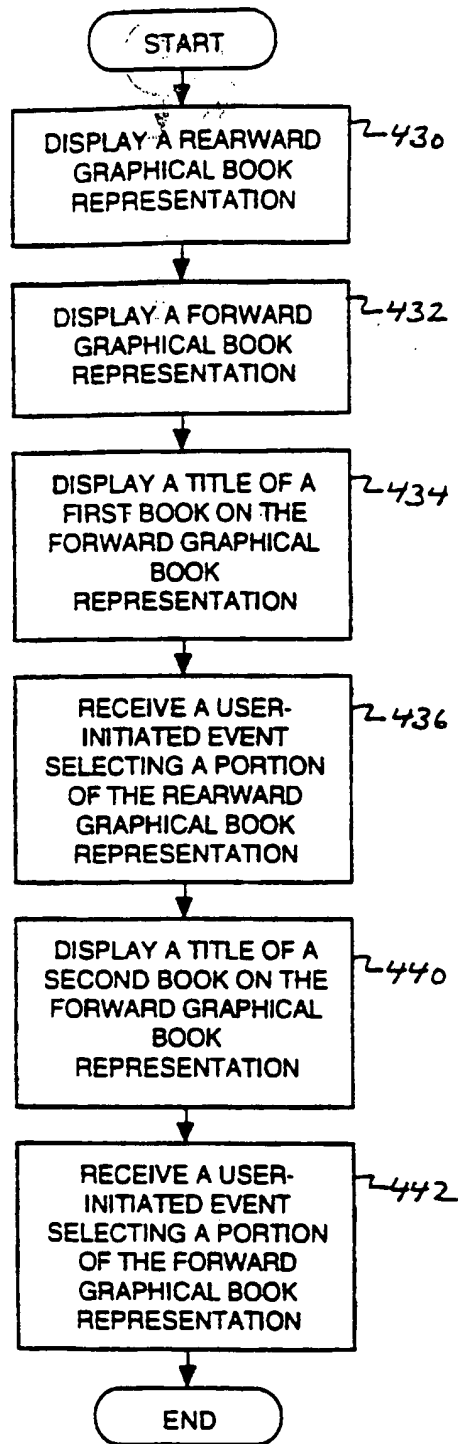 START
DISPLAY A REARWARD
GRAPHICAL BOOK
REPRESENTATION
430
DISPLAY A FORWARD
GRAPHICAL BOOK
REPRESENTATION
432
DISPLAY A TITLE OF A
FIRST BOOK ON THE
FORWARD GRAPHICAL
BOOK
REPRESENTATION
434
RECEIVE A USER-
INITIATED EVENT
SELECTING A PORTION
OF THE REARWARD
GRAPHICAL BOOK
REPRESENTATION
436
DISPLAY A TITLE OF A
SECOND BOOK ON THE
FORWARD GRAPHICAL
BOOK
REPRESENTATION
440
RECEIVE A USER-
INITIATED EVENT
SELECTING A PORTION
OF THE FORWARD
GRAPHICAL BOOK
REPRESENTATION
442
END